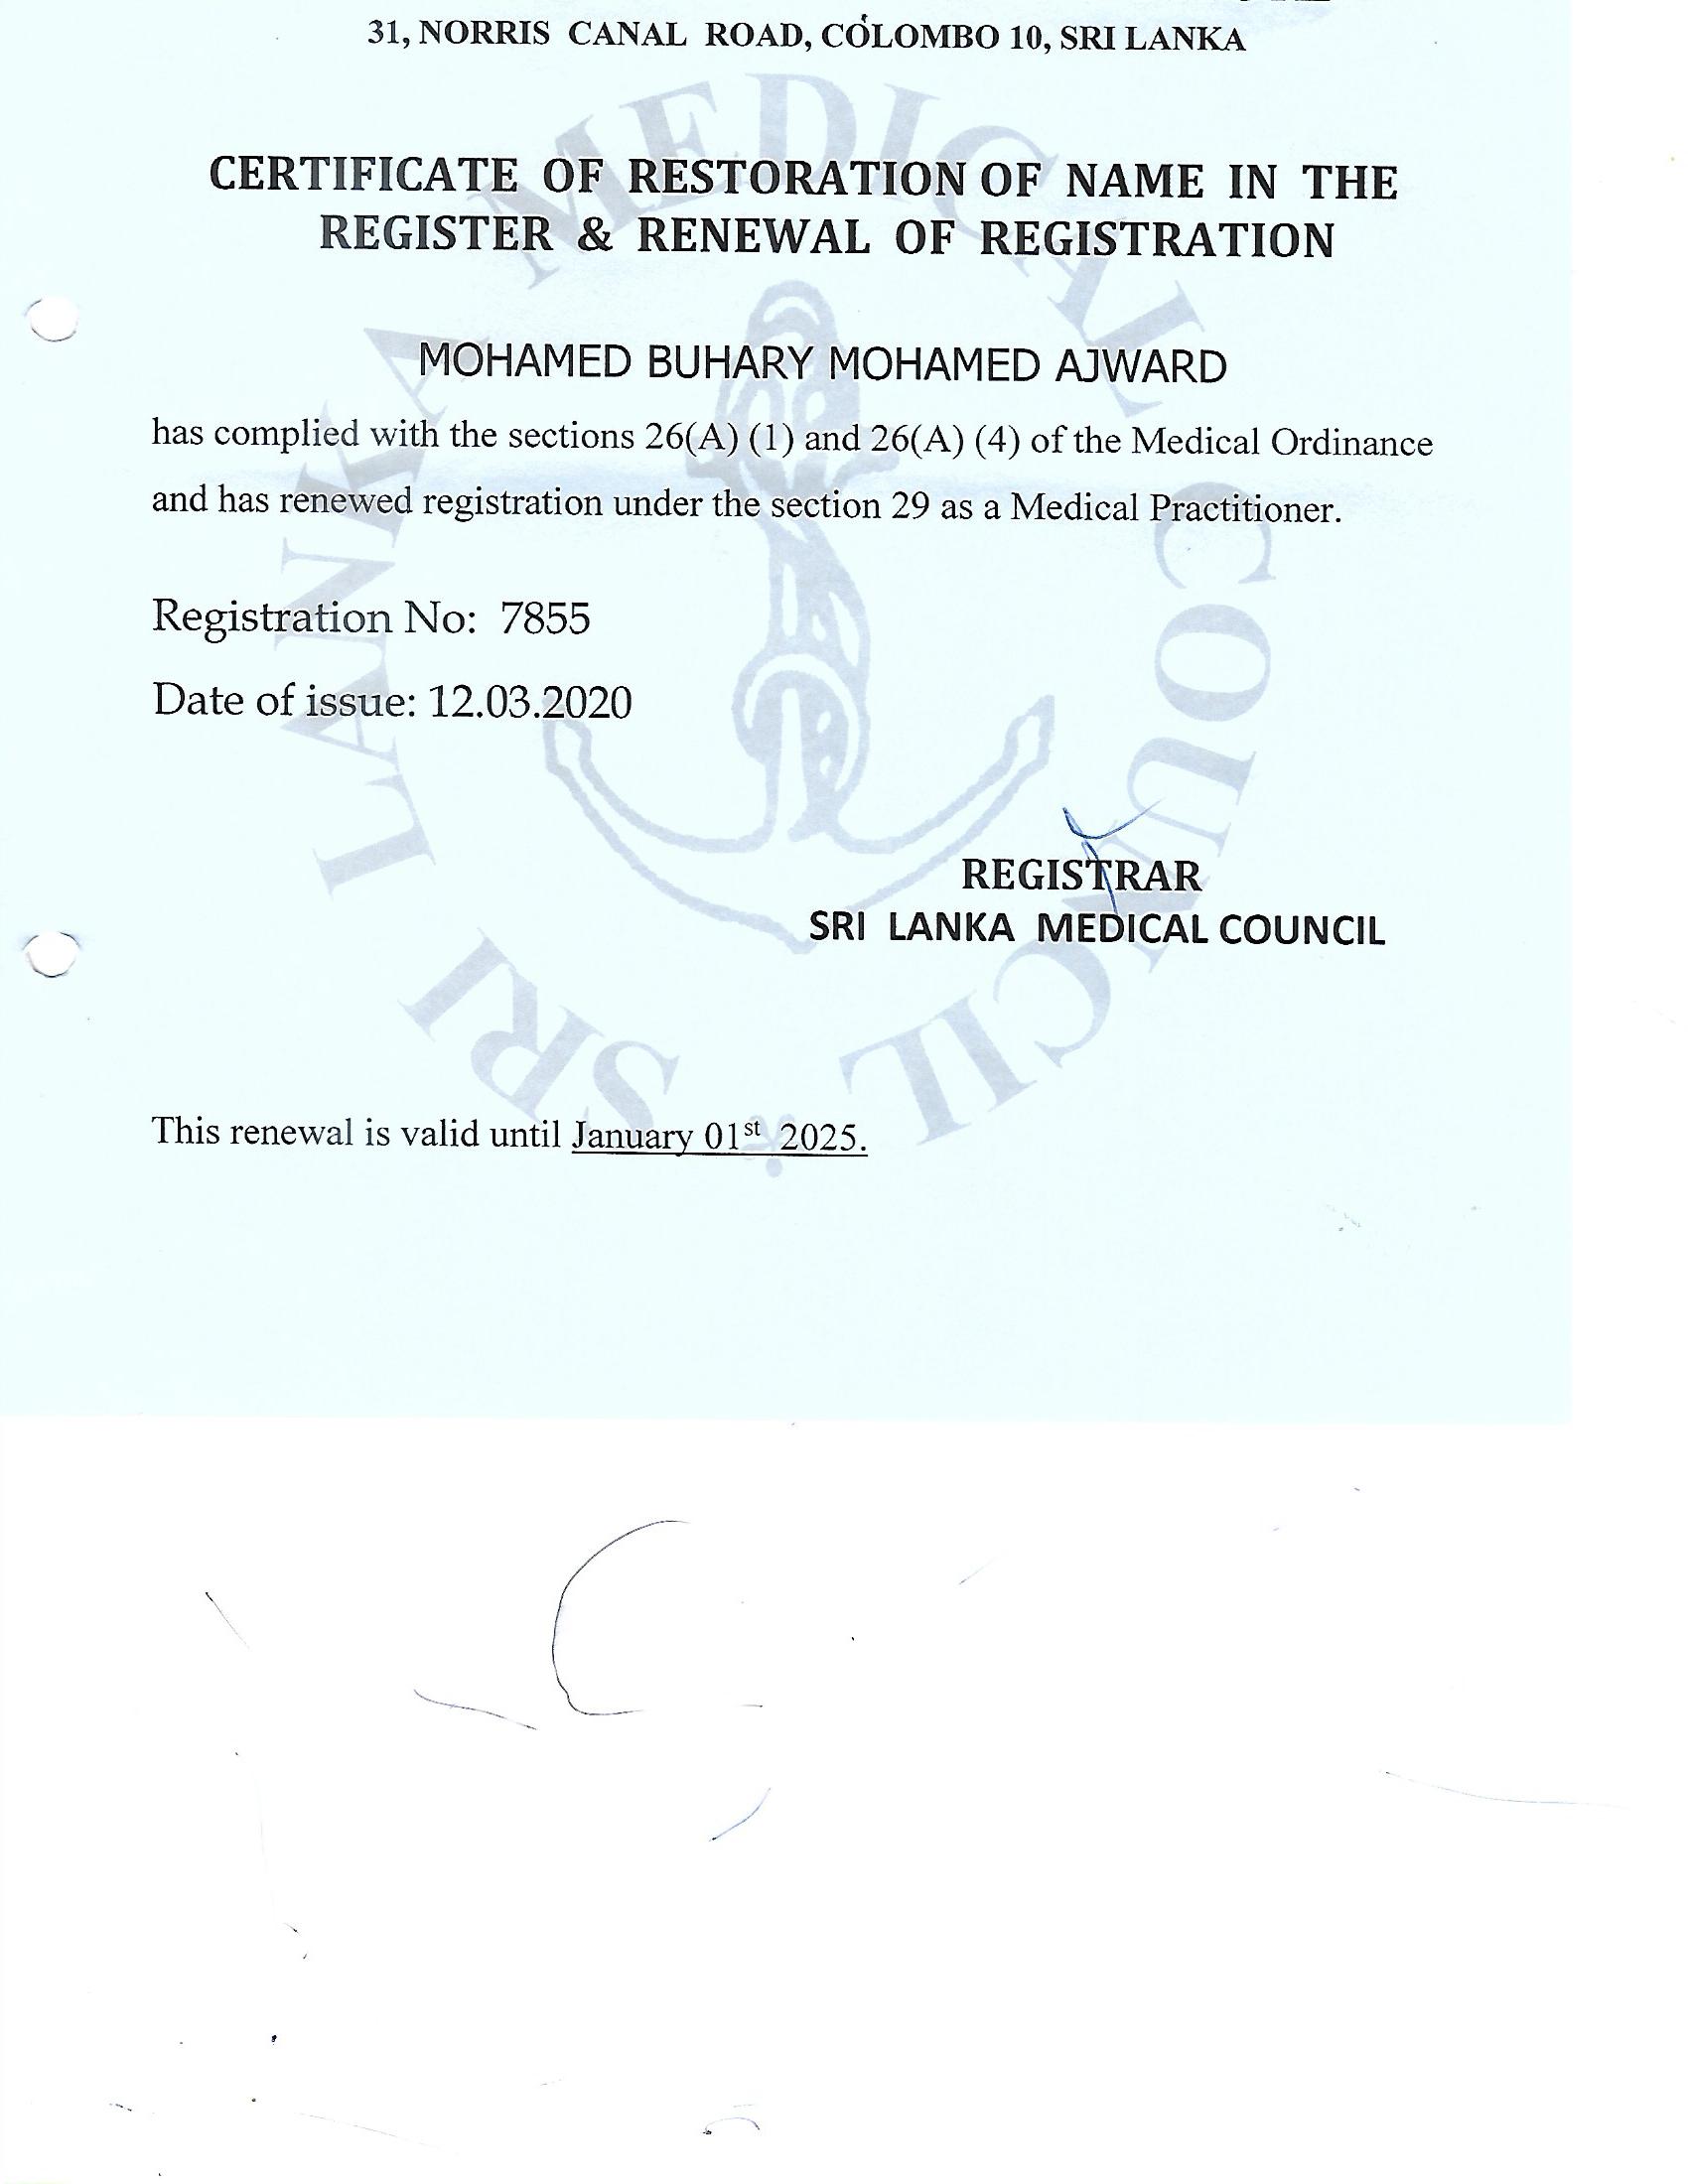 31, NORRIS CANAL ROAD, COLOMBO 10, SRI LANKA
CERTIFICATE OF RESTORATION OF NAME IN THE
REGISTER & RENEWAL OF REGISTRATION
MOHAMED BUHARY MOHAMED AJWARD
has complied with the sections 26(A) (1) and 26(A) (4) of the Medical Ordinance
and has renewed registration under the section 29 as a Medical Practitioner.
Registration No: 7855
Date of issue: 12.03.2020
REGISTRAR
SRI LANKA MEDICAL COUNCIL
This renewal is valid until January 01st 2025.
SRI LANKA MEDICAL COUNCIL